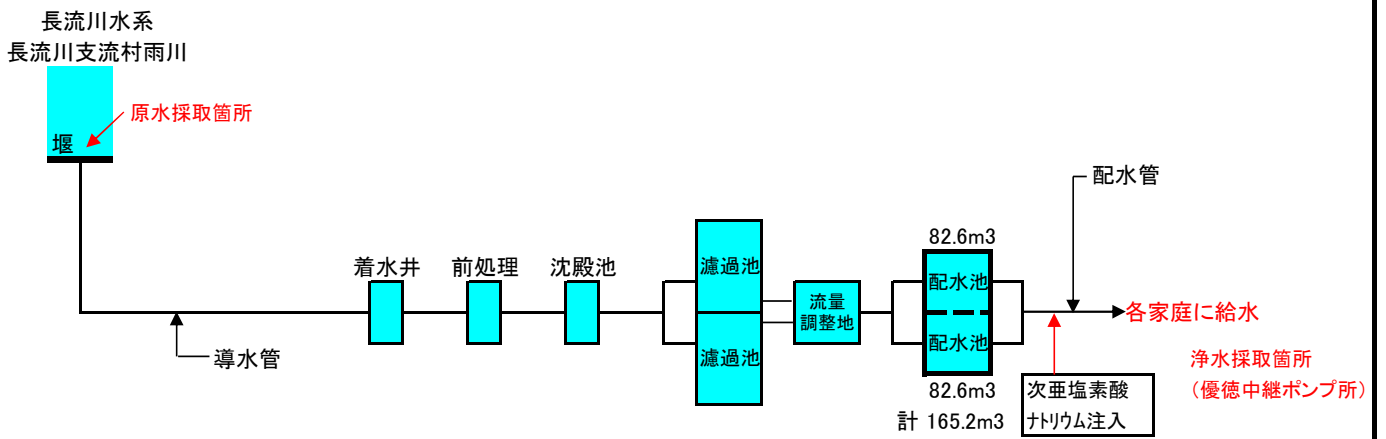 長流川水系
長流川支流村雨川
原水採取箇所
堰
導水管
着水井
前処理
沈殿池
濾過池
濾過池
流量
調整地
82.6m3
配水池
配水池
82.6m3
計 165.2m3
配水管
各家庭に給水
次亜塩素酸
ﾅﾄﾘｳﾑ注入
浄水採取箇所
（優徳中継ポンプ所）